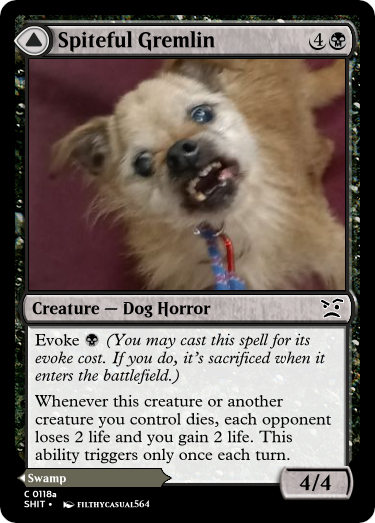 Spiteful Gremlin 4
Creature — Dog Horror
Evoke (You may cast this spell for its
evoke cost. If you do, it's sacrificed when it
enters the battlefield.)
Whenever this creature or another
creature you control dies, each opponent
loses 2 life and you gain 2 life. This
ability triggers only once each turn.
Swamp
4/4
C 0118a
SHIT • FILTHYCASUAL564